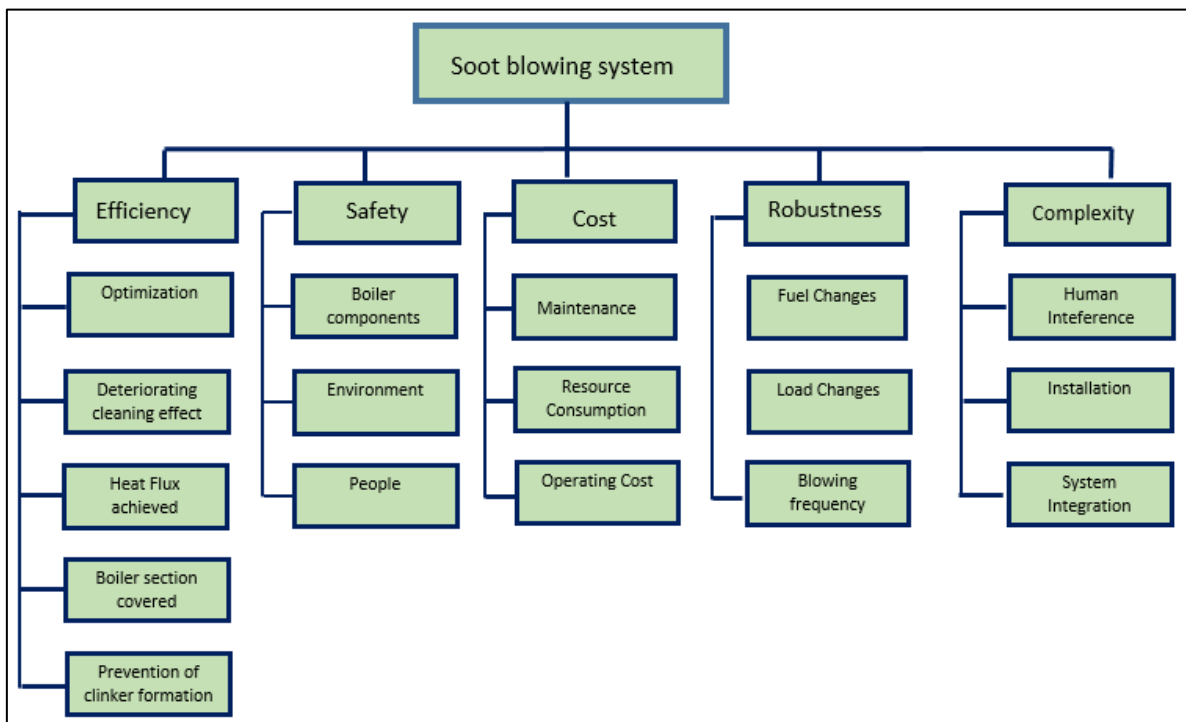 Soot blowing system
Efficiency
Safety
Cost
Robustness
Complexity
Optimization
Deteriorating
cleaning effect
Heat Flux
achieved
Boiler section
covered
Prevention of
clinker formation
Boiler
components
Environment
People
Maintenance
Resource
Consumption
Operating Cost
Fuel Changes
Load Changes
Blowing
frequency
Human
Inteference
Installation
System
Integration